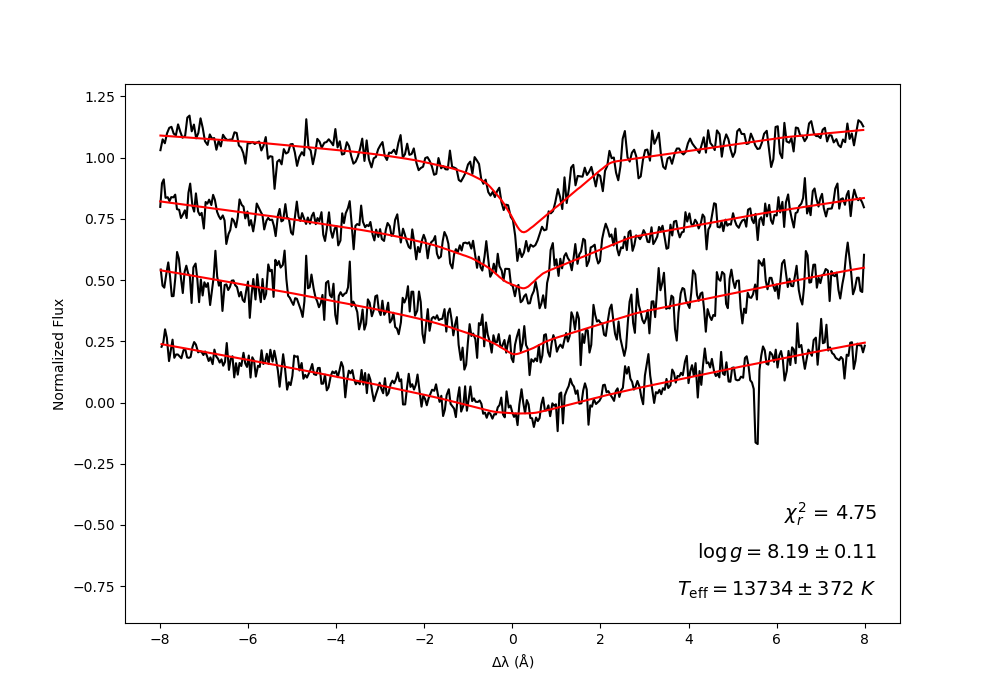 1.25
1.00
0.75
0.50
0.25
0.00
−0.25
−0.50
−0.75
Normalized Flux
χ²ᵣ = 4.75
log g = 8.19 ± 0.11
T_eff = 13734 ± 372 K
−8 −6 −4 −2 0 2 4 6 8
Δλ (Å)